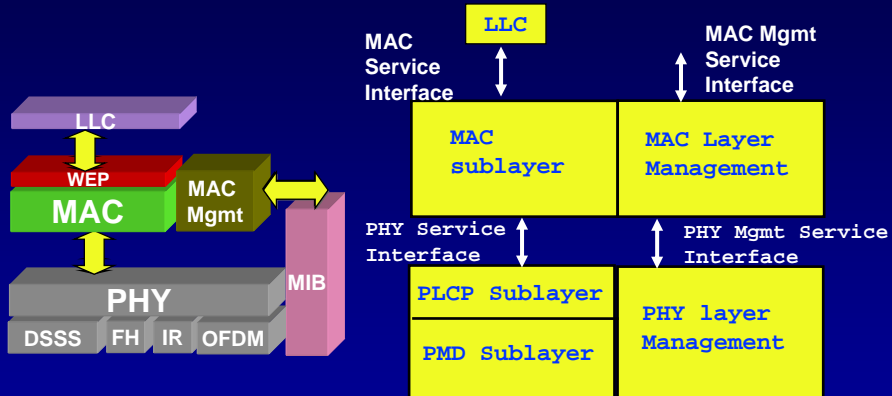 LLC
WEP
MAC
MAC
Mgmt
PHY
MIB
DSSS
FH
IR
OFDM
LLC
MAC
Service
Interface
MAC Mgmt
Service
Interface
MAC
sublayer
MAC Layer
Management
PHY Service
Interface
PHY Mgmt Service
Interface
PLCP Sublayer
PMD Sublayer
PHY layer
Management